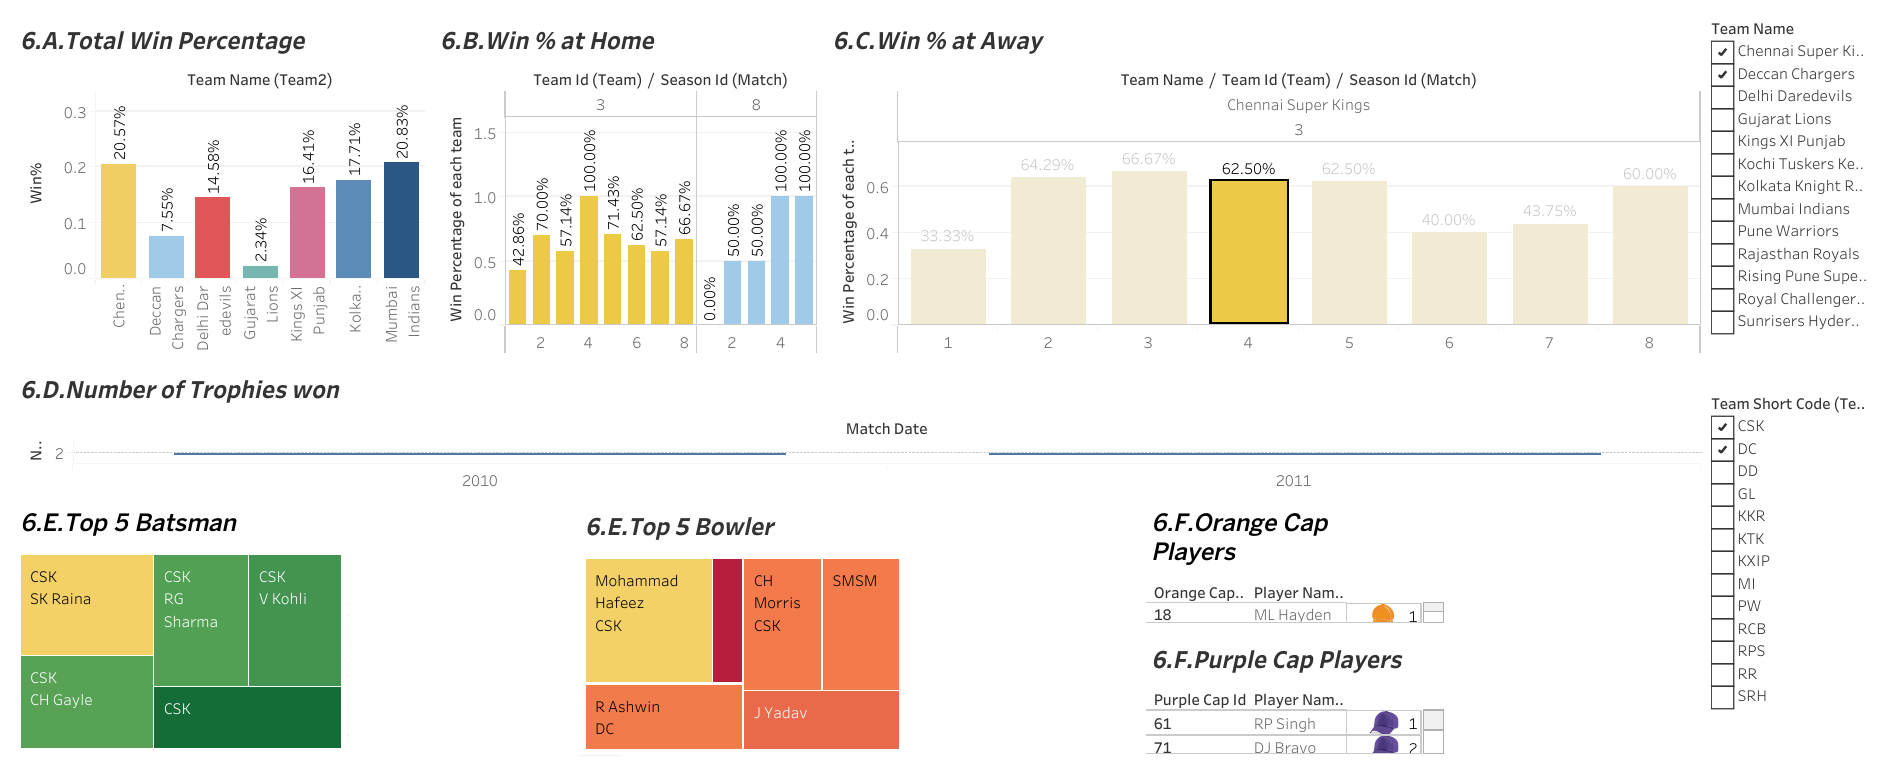 6.A.Total Win Percentage
Team Name (Team2)
Win%
0.3
0.2
0.1
0.0
20.57%
7.55%
14.58%
2.34%
16.41%
17.71%
20.83%
Chen..
Deccan
Chargers
Delhi Dar
edevils
Gujarat
Lions
Kings XI
Punjab
Kolka..
Mumbai
Indians
6.B.Win % at Home
Team Id (Team) / Season Id (Match)
3
8
Win Percentage of each team
1.5
1.0
0.5
0.0
42.86%
70.00%
57.14%
100.00%
71.43%
62.50%
57.14%
66.67%
0.00%
50.00%
50.00%
100.00%
100.00%
2
4
6
8
2
4
6.C.Win % at Away
Team Name / Team Id (Team) / Season Id (Match)
Chennai Super Kings
3
Win Percentage of each t..
0.6
0.4
0.2
0.0
33.33%
64.29%
66.67%
62.50%
62.50%
40.00%
43.75%
60.00%
1
2
3
4
5
6
7
8
Team Name
Chennai Super Ki..
Deccan Chargers
Delhi Daredevils
Gujarat Lions
Kings XI Punjab
Kochi Tuskers Ke..
Kolkata Knight R..
Mumbai Indians
Pune Warriors
Rajasthan Royals
Rising Pune Supe..
Royal Challenger..
Sunrisers Hyder..
6.D.Number of Trophies won
Match Date
N..
2
2010
2011
Team Short Code (Te..
CSK
DC
DD
GL
KKR
KTK
KXIP
MI
PW
RCB
RPS
RR
SRH
6.E.Top 5 Batsman
CSK
SK Raina
CSK
RG
Sharma
CSK
V Kohli
CSK
CH Gayle
CSK
6.E.Top 5 Bowler
Mohammad
Hafeez
CSK
CH
Morris
CSK
SMSM
R Ashwin
DC
J Yadav
6.F.Orange Cap
Players
Orange Cap.. Player Nam..
18 ML Hayden 1
6.F.Purple Cap Players
Purple Cap Id Player Nam..
61 RP Singh 1
71 DJ Bravo 2